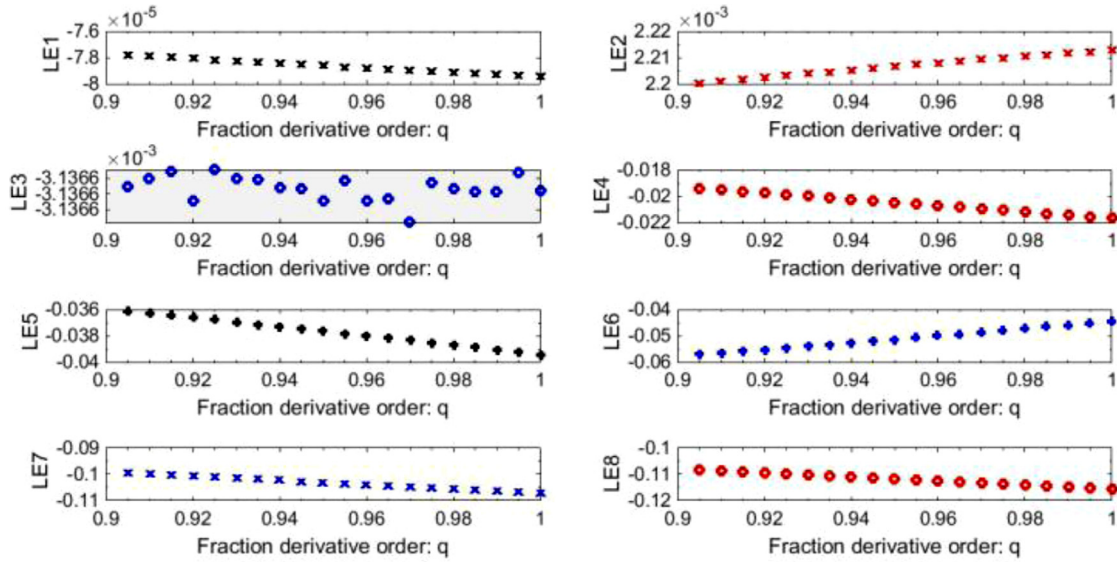 ×10-5
-7.6
-7.8
-8
LE1
0.9 0.92 0.94 0.96 0.98 1
Fraction derivative order: q
×10-3
2.22
2.21
2.2
LE2
0.9 0.92 0.94 0.96 0.98 1
Fraction derivative order: q
×10-3
-3.1366
-3.1366
-3.1366
LE3
0.9 0.92 0.94 0.96 0.98 1
Fraction derivative order: q
-0.018
-0.02
-0.022
LE4
0.9 0.92 0.94 0.96 0.98 1
Fraction derivative order: q
-0.036
-0.038
-0.04
LE5
0.9 0.92 0.94 0.96 0.98 1
Fraction derivative order: q
-0.04
-0.05
-0.06
LE6
0.9 0.92 0.94 0.96 0.98 1
Fraction derivative order: q
-0.09
-0.1
-0.11
LE7
0.9 0.92 0.94 0.96 0.98 1
Fraction derivative order: q
-0.1
-0.11
-0.12
LE8
0.9 0.92 0.94 0.96 0.98 1
Fraction derivative order: q